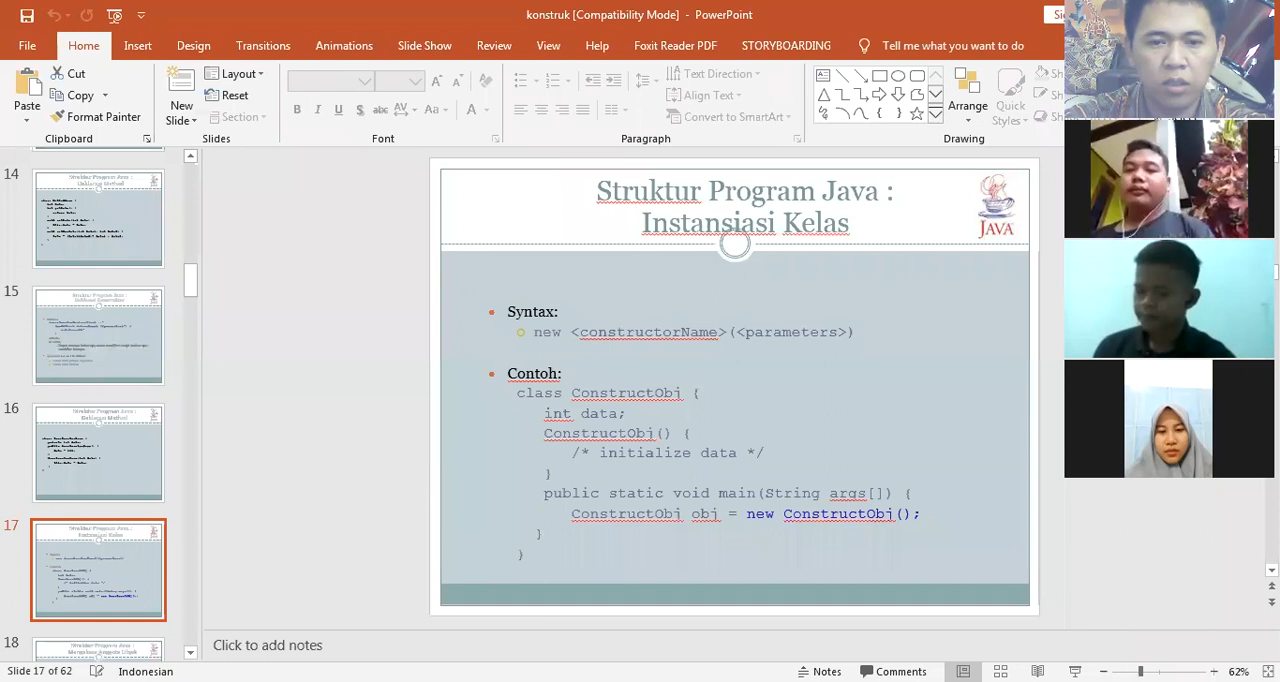 konstruk [Compatibility Mode] - PowerPoint
File Home Insert Design Transitions Animations Slide Show Review View Help Foxit Reader PDF STORYBOARDING Tell me what you want to do
Paste
Cut
Copy
Format Painter
Clipboard
New
Slide
Layout
Reset
Section
Slides
B I U S abc AV Aa A
Font
Text Direction
Align Text
Convert to SmartArt
Paragraph
Arrange
Quick
Styles
Drawing
14
15
16
17
18
Struktur Program Java :
Instansiasi Kelas
JAVA
Syntax:
new <constructorName>(<parameters>)
Contoh:
class ConstructObj {
int data;
ConstructObj() {
/* initialize data */
}
public static void main(String args[]) {
ConstructObj obj = new ConstructObj();
}
}
Click to add notes
Slide 17 of 62 Indonesian Notes Comments 62%